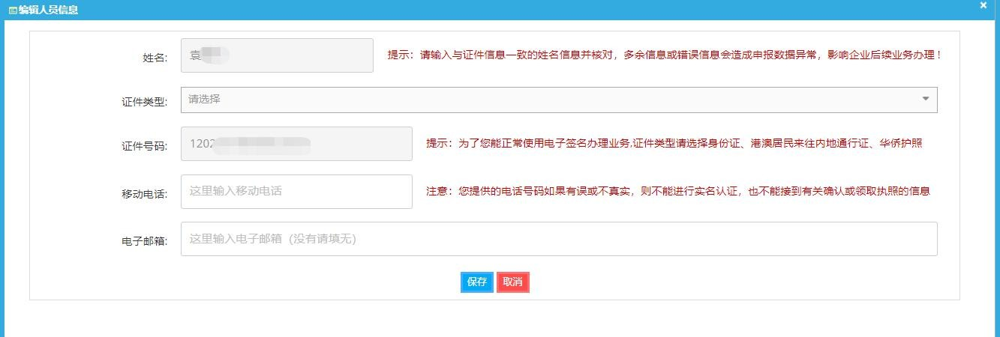 编辑人员信息
×
姓名: 袁 提示：请输入与证件信息一致的姓名信息并核对，多余信息或错误信息会造成申报数据异常，影响企业后续业务办理！
证件类型: 请选择
证件号码: 1202 提示：为了您能正常使用电子签名办理业务,证件类型请选择身份证、港澳居民来往内地通行证、华侨护照
移动电话: 这里输入移动电话 注意：您提供的电话号码如果有误或不真实，则不能进行实名认证，也不能接到有关确认或领取执照的信息
电子邮箱: 这里输入电子邮箱（没有请填无）
保存 取消